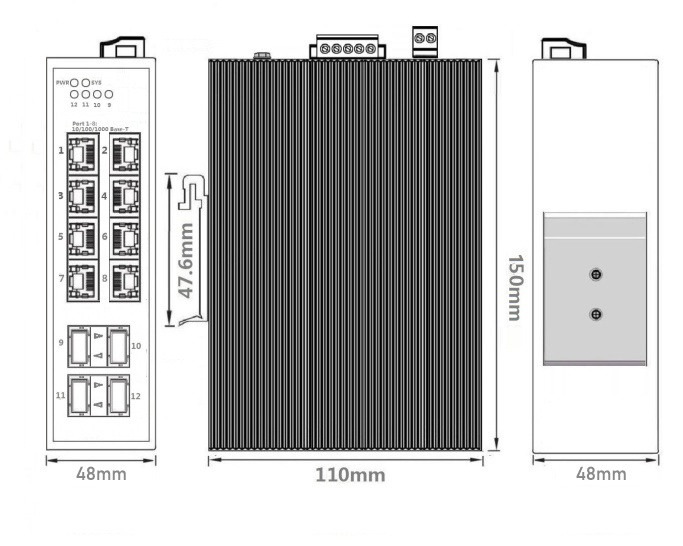 PWR SYS
12 11 10 9
Port 1-8:
10/100/1000 Base-T
1 2
3 4
5 6
7 8
9 10
11 12
48mm
47.6mm
150mm
110mm
48mm